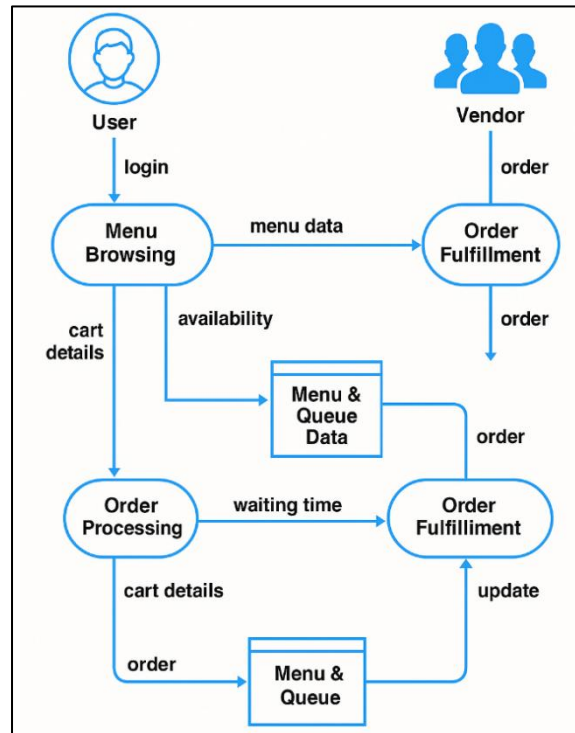 User
Vendor
login
order
Menu
Browsing
menu data
Order
Fulfillment
cart
details
availability
order
Menu &
Queue
Data
order
Order
Processing
waiting time
Order
Fulfilliment
cart details
update
order
Menu &
Queue